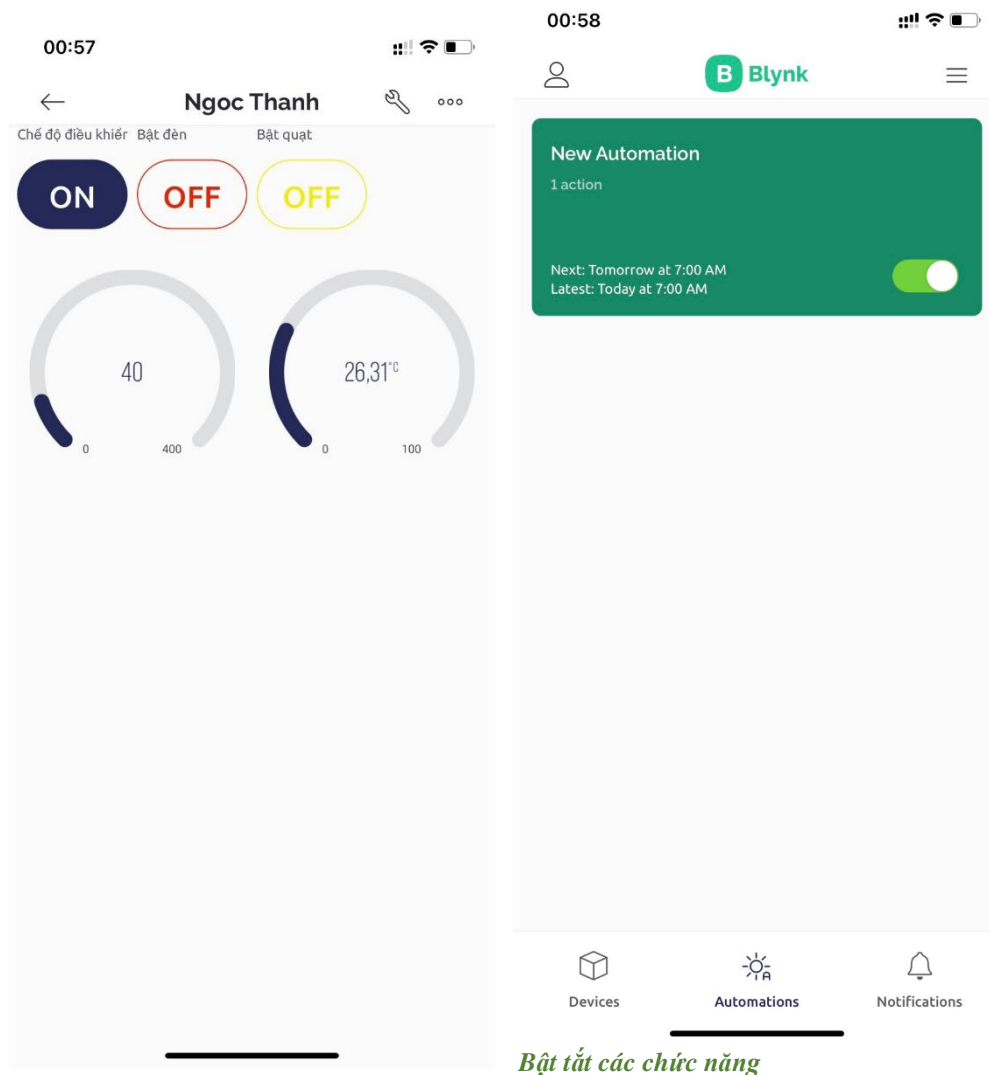 00:57
Ngoc Thanh
Chế độ điều khiển Bật đèn Bật quạt
ON OFF OFF
40
0 400
26,31°C
0 100
00:58
B Blynk
New Automation
1 action
Next: Tomorrow at 7:00 AM
Latest: Today at 7:00 AM
Devices Automations Notifications
Bật tắt các chức năng